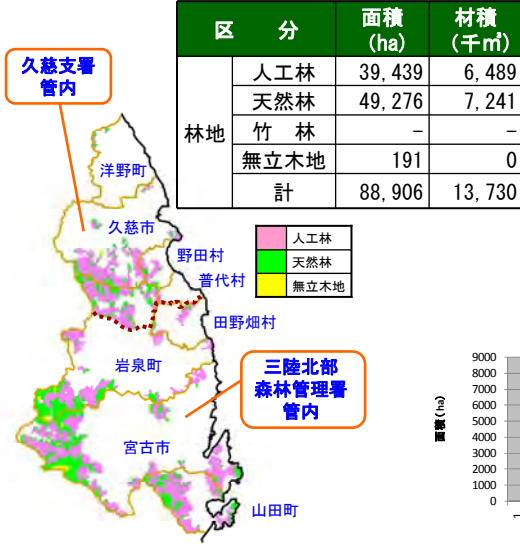 区　分 面積(ha) 材積(千㎥)
林地 人工林 39,439 6,489
天然林 49,276 7,241
竹　林 － －
無立木地 191 0
計 88,906 13,730
久慈支署
管内
洋野町
久慈市
野田村
普代村
田野畑村
岩泉町
宮古市
山田町
人工林
天然林
無立木地
三陸北部
森林管理署
管内
面積(ha)
9000
8000
7000
6000
5000
4000
3000
2000
1000
0
1